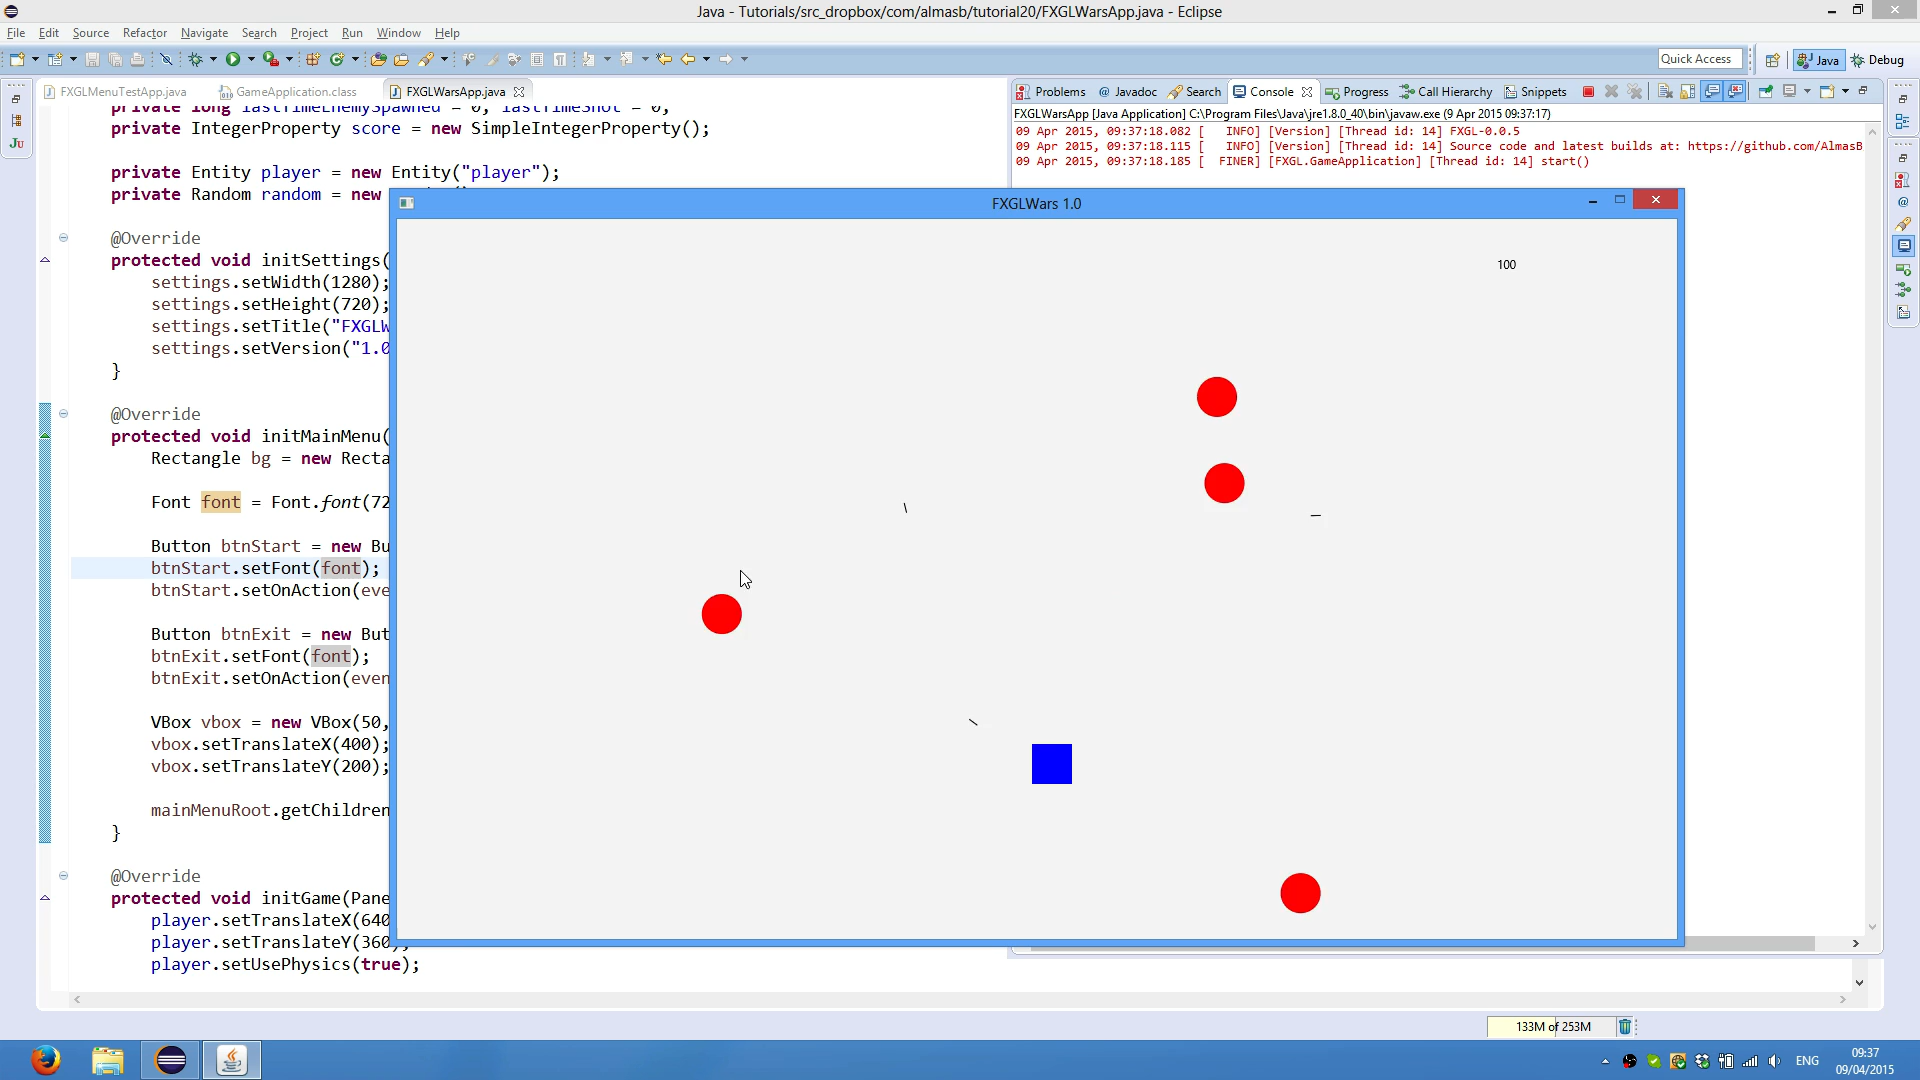 Java - Tutorials/src_dropbox/com/almasb/tutorial20/FXGLWarsApp.java - Eclipse
File Edit Source Refactor Navigate Search Project Run Window Help
Quick Access Java Debug
FXGLMenuTestApp.java GameApplication.class FXGLWarsApp.java
Problems Javadoc Search Console Progress Call Hierarchy Snippets
FXGLWarsApp [Java Application] C:\Program Files\Java\jre1.8.0_40\bin\javaw.exe (9 Apr 2015 09:37:17)
09 Apr 2015, 09:37:18.082 [ INFO] [Version] [Thread id: 14] FXGL-0.0.5
09 Apr 2015, 09:37:18.115 [ INFO] [Version] [Thread id: 14] Source code and latest builds at: https://github.com/AlmasB
09 Apr 2015, 09:37:18.185 [ FINER] [FXGL.GameApplication] [Thread id: 14] start()
private long lastTimeEnemySpawned = 0, lastTimeShot = 0,
private IntegerProperty score = new SimpleIntegerProperty();
private Entity player = new Entity("player");
private Random random = new
@Override
protected void initSettings(
settings.setWidth(1280);
settings.setHeight(720);
settings.setTitle("FXGLW
settings.setVersion("1.0
}
@Override
protected void initMainMenu(
Rectangle bg = new Recta
Font font = Font.font(72
Button btnStart = new Bu
btnStart.setFont(font);
btnStart.setOnAction(eve
Button btnExit = new But
btnExit.setFont(font);
btnExit.setOnAction(even
VBox vbox = new VBox(50,
vbox.setTranslateX(400);
vbox.setTranslateY(200);
mainMenuRoot.getChildren
}
@Override
protected void initGame(Pane
player.setTranslateX(640
player.setTranslateY(360);
player.setUsePhysics(true);
FXGLWars 1.0
100
133M of 253M
ENG
09:37
09/04/2015